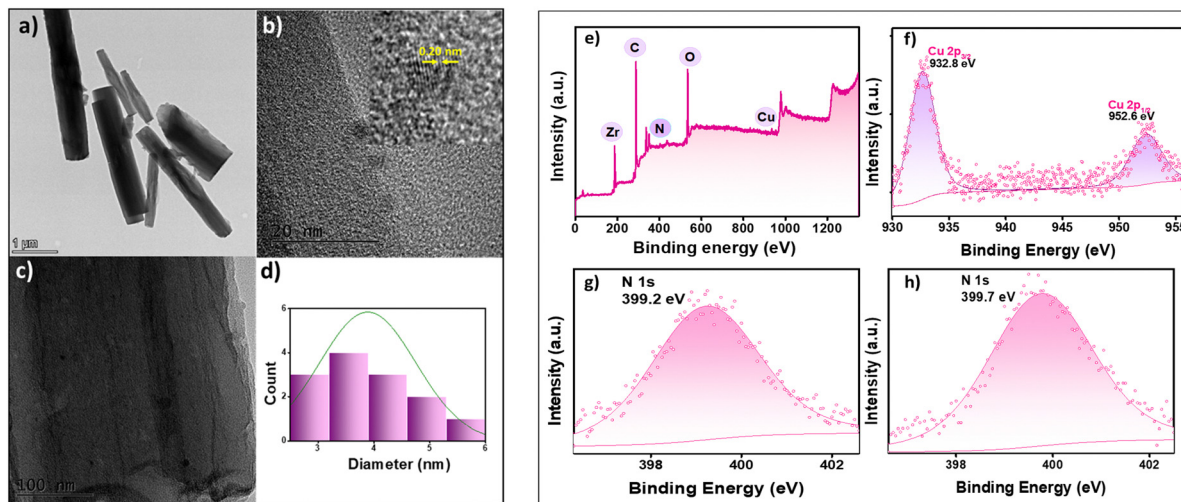 a)
1 µm
b)
0.20 nm
20 nm
c)
100 nm
d)
6
4
2
0
Count
3 4 5 6
Diameter (nm)
e)
C
O
Zr
N
Cu
Intensity (a.u.)
0 200 400 600 800 1000 1200
Binding energy (eV)
f)
Cu 2p3/2
932.8 eV
Cu 2p1/2
952.6 eV
Intensity (a.u.)
930 935 940 945 950 955
Binding Energy (eV)
g)
N 1s
399.2 eV
Intensity (a.u.)
398 400 402
Binding Energy (eV)
h)
N 1s
399.7 eV
Intensity (a.u.)
398 400 402
Binding Energy (eV)